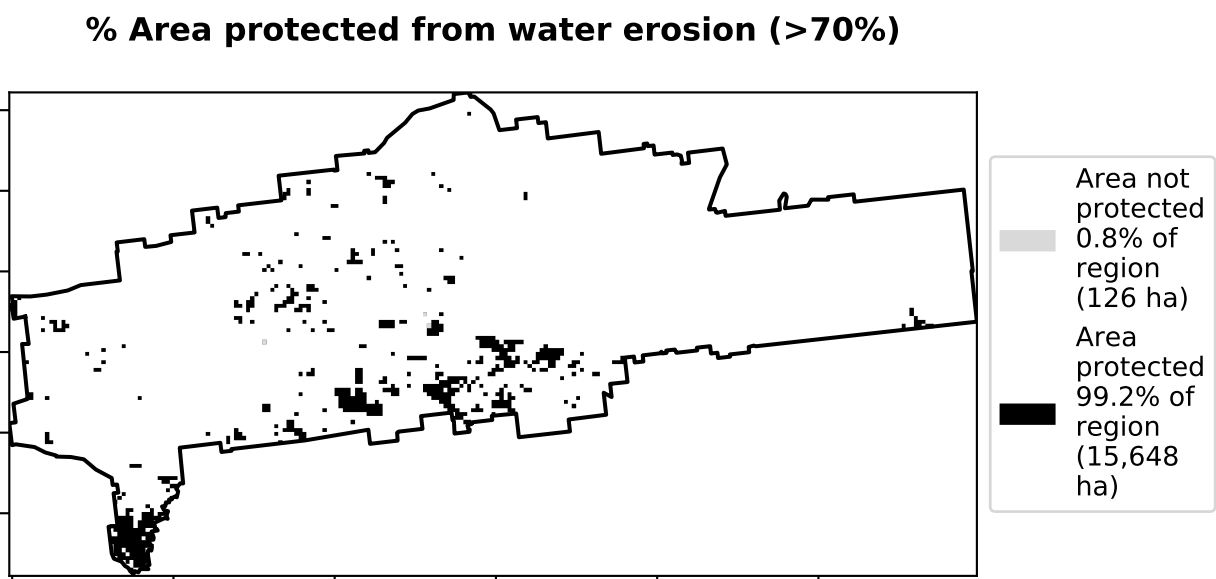 % Area protected from water erosion (>70%)
Area not
protected
0.8% of
region
(126 ha)
Area
protected
99.2% of
region
(15,648
ha)